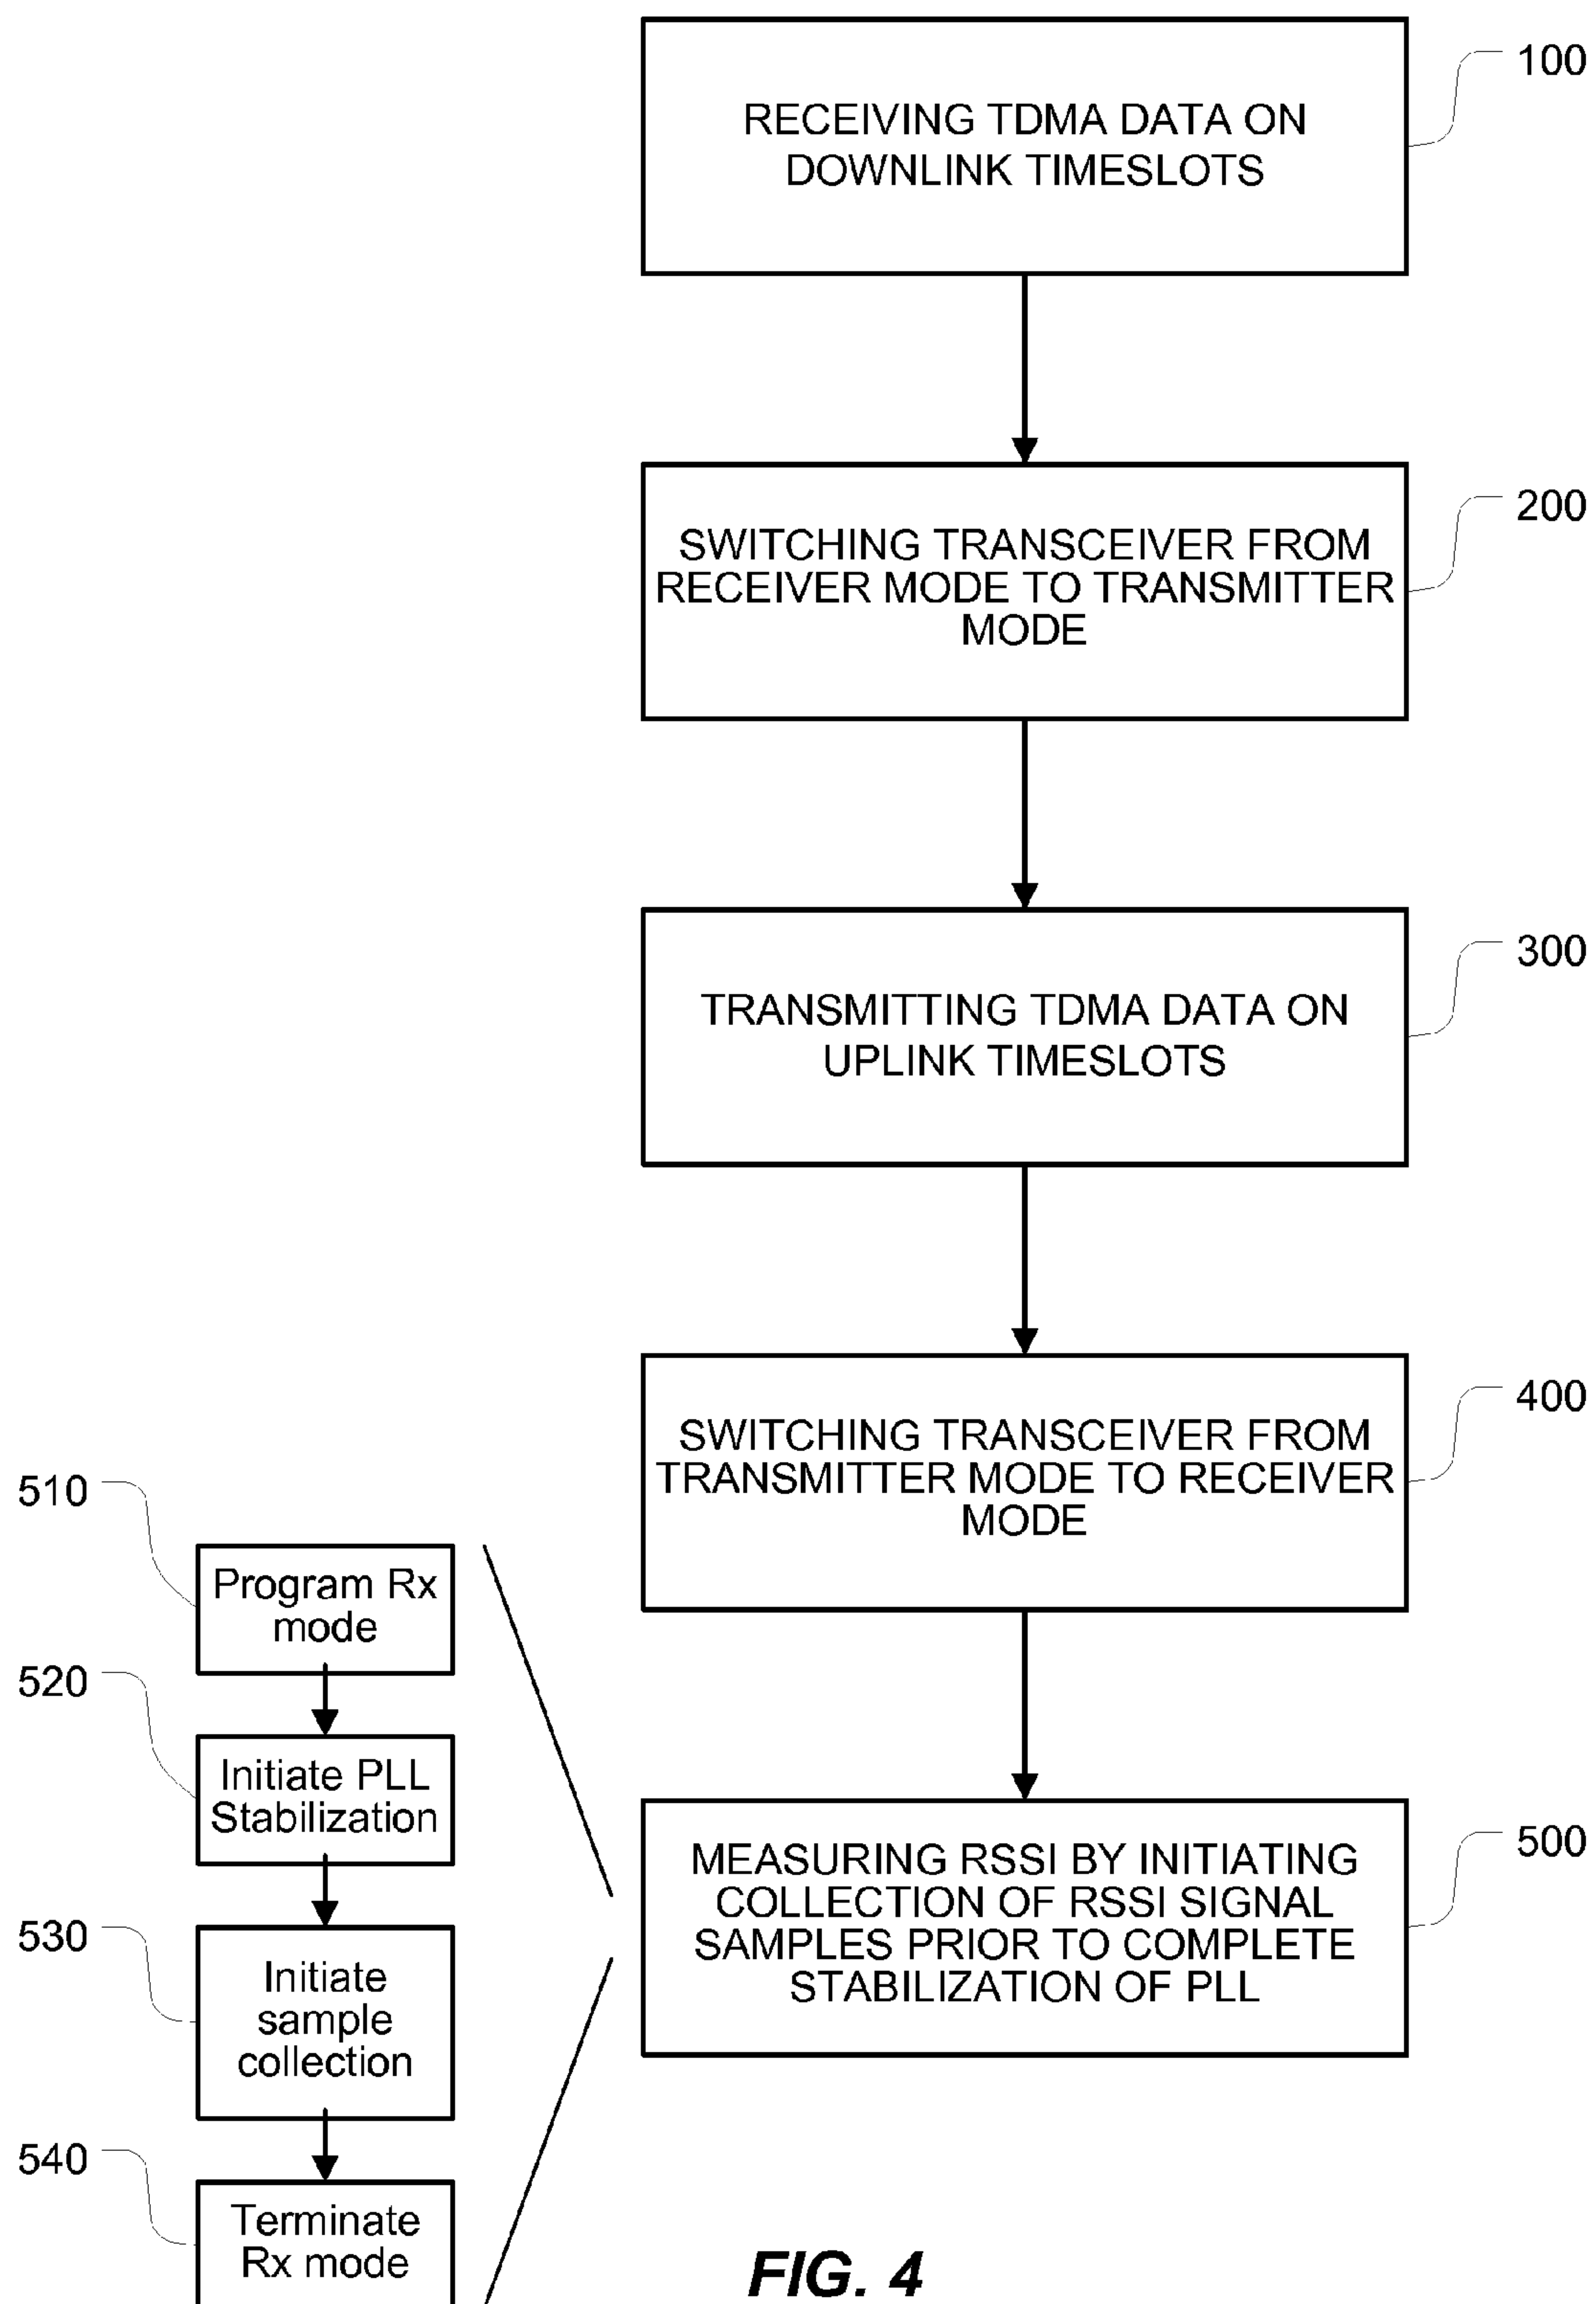 RECEIVING TDMA DATA ON
DOWNLINK TIMESLOTS
100
SWITCHING TRANSCEIVER FROM
RECEIVER MODE TO TRANSMITTER
MODE
200
TRANSMITTING TDMA DATA ON
UPLINK TIMESLOTS
300
SWITCHING TRANSCEIVER FROM
TRANSMITTER MODE TO RECEIVER
MODE
400
MEASURING RSSI BY INITIATING
COLLECTION OF RSSI SIGNAL
SAMPLES PRIOR TO COMPLETE
STABILIZATION OF PLL
500
510
Program Rx
mode
520
Initiate PLL
Stabilization
530
Initiate
sample
collection
540
Terminate
Rx mode
FIG. 4